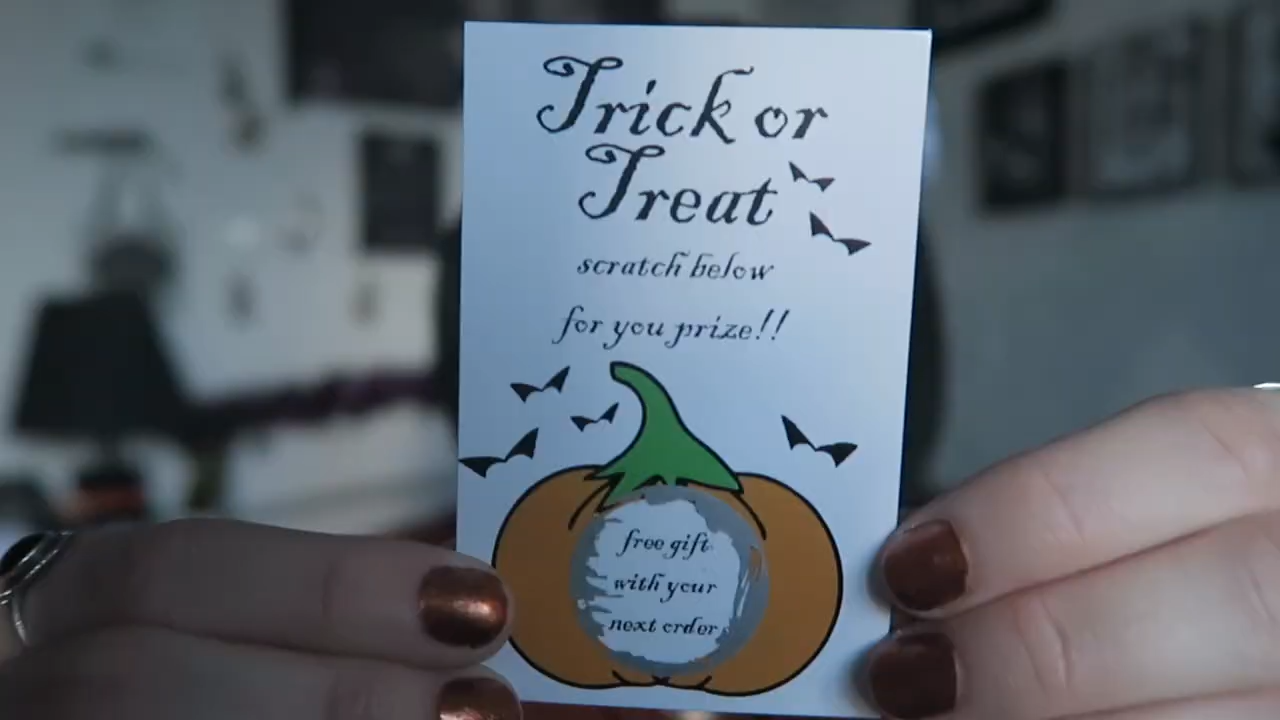 Trick or
Treat
scratch below
for you prize!!
free gift
with your
next order